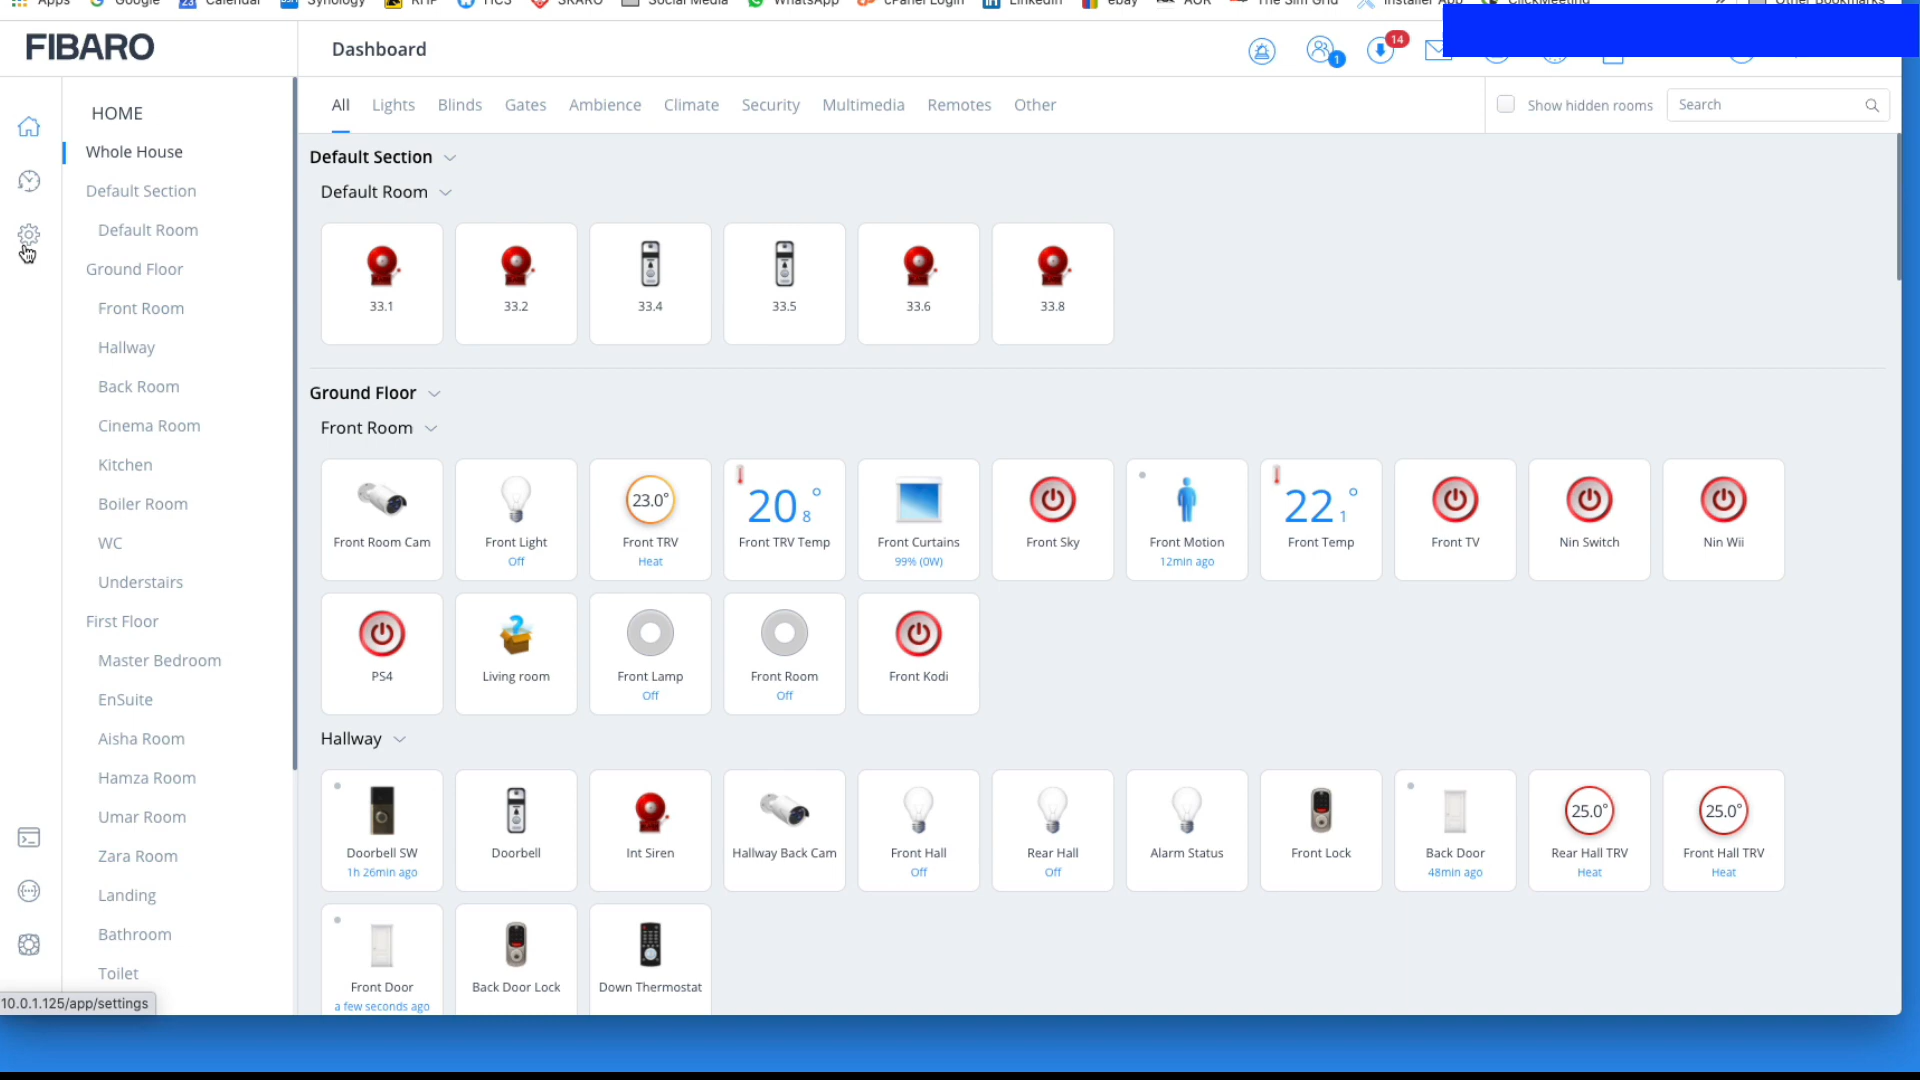 Apps Google Calendar Synology KHP HCS SKARO Social Media WhatsApp cPanel Login LinkedIn ebay AOR The Sim Grid Installer App ClickMeeting » Other Bookmarks
FIBARO
Dashboard
1
14
All Lights Blinds Gates Ambience Climate Security Multimedia Remotes Other
Show hidden rooms
Search
HOME
Whole House
Default Section
Default Room
Ground Floor
Front Room
Hallway
Back Room
Cinema Room
Kitchen
Boiler Room
WC
Understairs
First Floor
Master Bedroom
EnSuite
Aisha Room
Hamza Room
Umar Room
Zara Room
Landing
Bathroom
Toilet
10.0.1.125/app/settings
Default Section
Default Room
33.1 33.2 33.4 33.5 33.6 33.8
Ground Floor
Front Room
23.0° 20.8° 22.1°
Front Room Cam Front Light Front TRV Front TRV Temp Front Curtains Front Sky Front Motion Front Temp Front TV Nin Switch Nin Wii
Off Heat 99% (0W) 12min ago
PS4 Living room Front Lamp Front Room Front Kodi
Off Off
Hallway
25.0° 25.0°
Doorbell SW Doorbell Int Siren Hallway Back Cam Front Hall Rear Hall Alarm Status Front Lock Back Door Rear Hall TRV Front Hall TRV
1h 26min ago Off Off 48min ago Heat Heat
Front Door Back Door Lock Down Thermostat
a few seconds ago